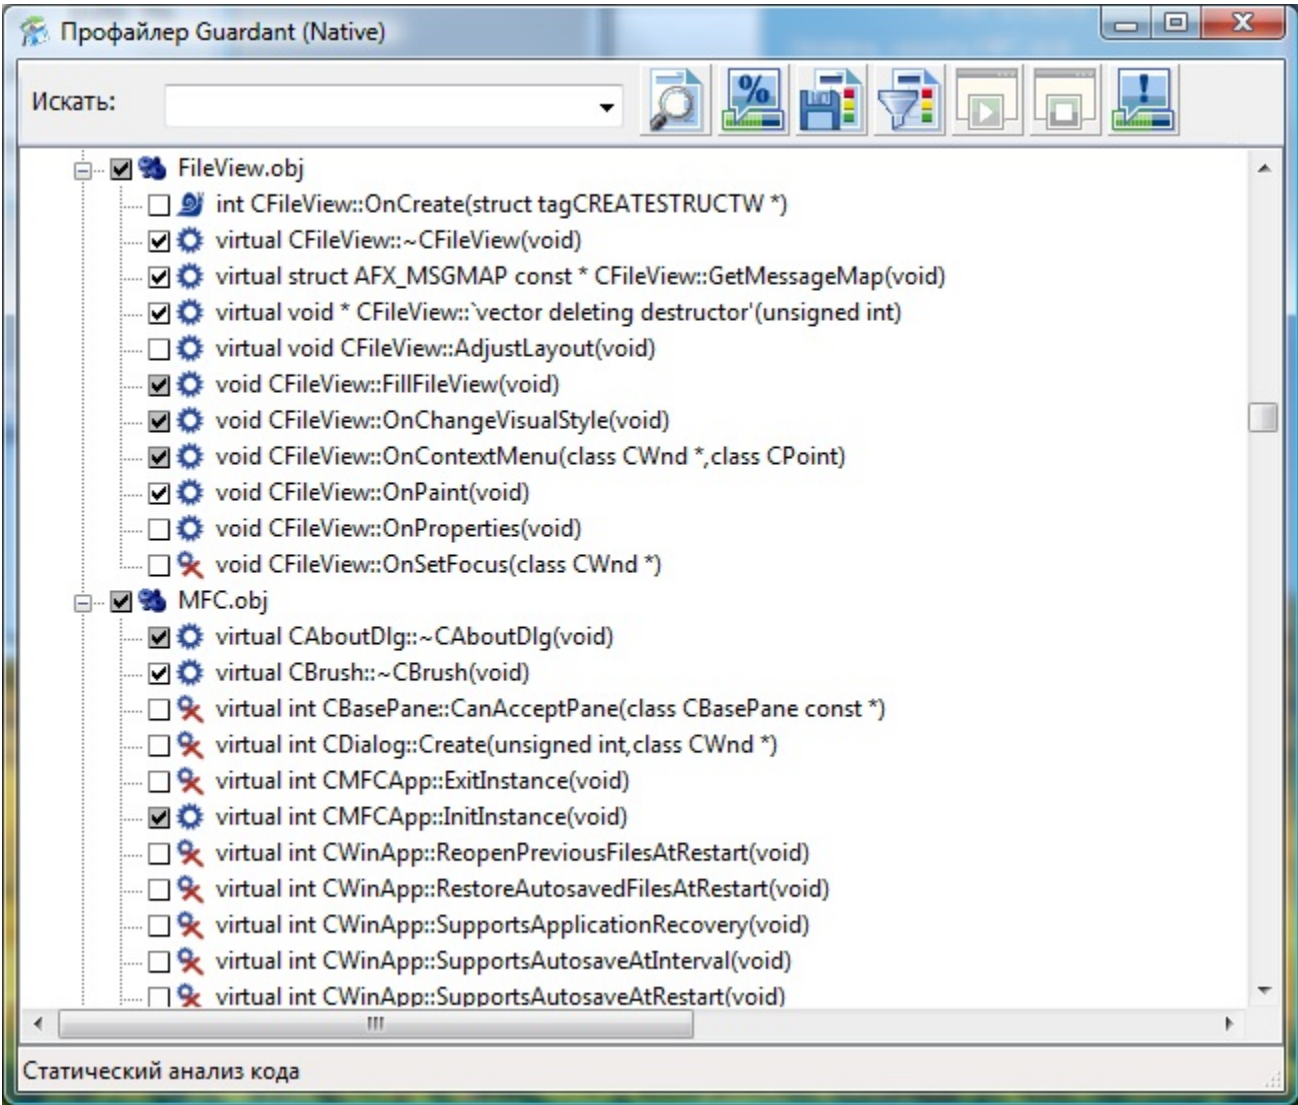 Профайлер Guardant (Native)
Искать:
%
!
FileView.obj
int CFileView::OnCreate(struct tagCREATESTRUCTW *)
virtual CFileView::~CFileView(void)
virtual struct AFX_MSGMAP const * CFileView::GetMessageMap(void)
virtual void * CFileView::`vector deleting destructor'(unsigned int)
virtual void CFileView::AdjustLayout(void)
void CFileView::FillFileView(void)
void CFileView::OnChangeVisualStyle(void)
void CFileView::OnContextMenu(class CWnd *,class CPoint)
void CFileView::OnPaint(void)
void CFileView::OnProperties(void)
void CFileView::OnSetFocus(class CWnd *)
MFC.obj
virtual CAboutDlg::~CAboutDlg(void)
virtual CBrush::~CBrush(void)
virtual int CBasePane::CanAcceptPane(class CBasePane const *)
virtual int CDialog::Create(unsigned int,class CWnd *)
virtual int CMFCApp::ExitInstance(void)
virtual int CMFCApp::InitInstance(void)
virtual int CWinApp::ReopenPreviousFilesAtRestart(void)
virtual int CWinApp::RestoreAutosavedFilesAtRestart(void)
virtual int CWinApp::SupportsApplicationRecovery(void)
virtual int CWinApp::SupportsAutosaveAtInterval(void)
virtual int CWinApp::SupportsAutosaveAtRestart(void)
Статический анализ кода